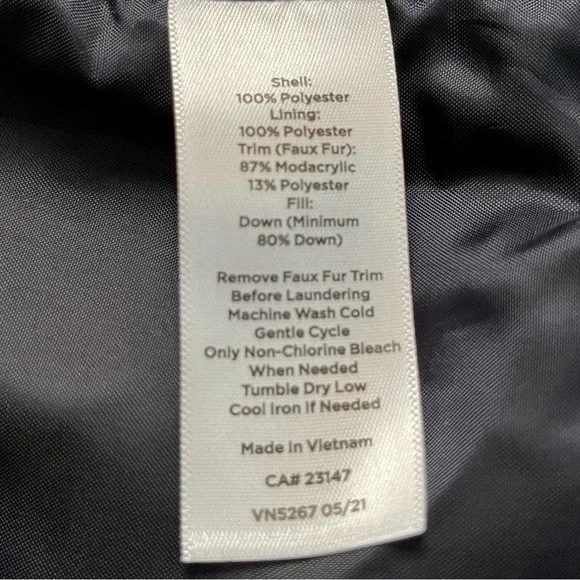 Shell:
100% Polyester
Lining:
100% Polyester
Trim (Faux Fur):
87% Modacrylic
13% Polyester
Fill:
Down (Minimum
80% Down)
Remove Faux Fur Trim
Before Laundering
Machine Wash Cold
Gentle Cycle
Only Non-Chlorine Bleach
When Needed
Tumble Dry Low
Cool Iron If Needed
Made in Vietnam
CA# 23147
VN5267 05/21